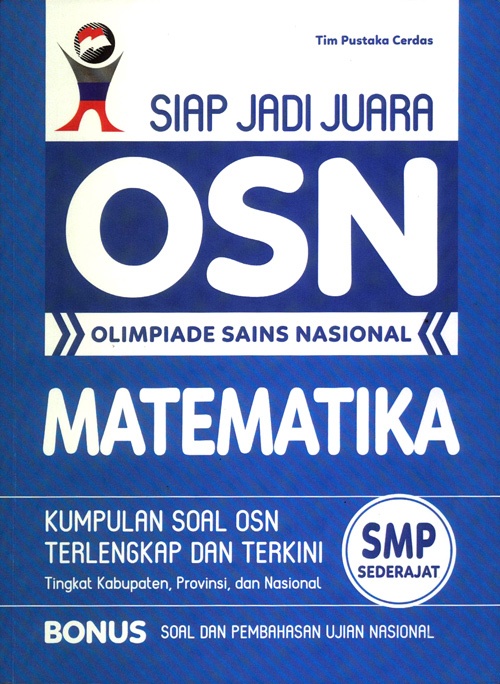 Tim Pustaka Cerdas
SIAP JADI JUARA
OSN
OLIMPIADE SAINS NASIONAL
MATEMATIKA
KUMPULAN SOAL OSN
TERLENGKAP DAN TERKINI
Tingkat Kabupaten, Provinsi, dan Nasional
SMP
SEDERAJAT
BONUS SOAL DAN PEMBAHASAN UJIAN NASIONAL